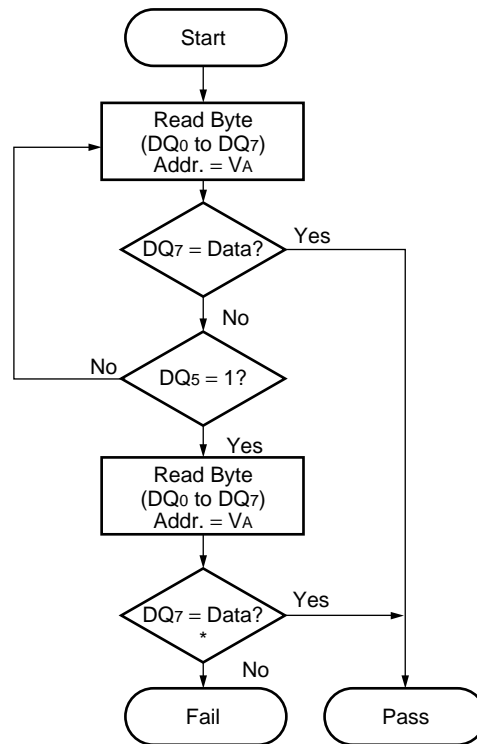 Start
Read Byte
(DQ0 to DQ7)
Addr. = VA
DQ7 = Data?
Yes
No
No
DQ5 = 1?
Yes
Read Byte
(DQ0 to DQ7)
Addr. = VA
DQ7 = Data?
*
Yes
No
Fail
Pass